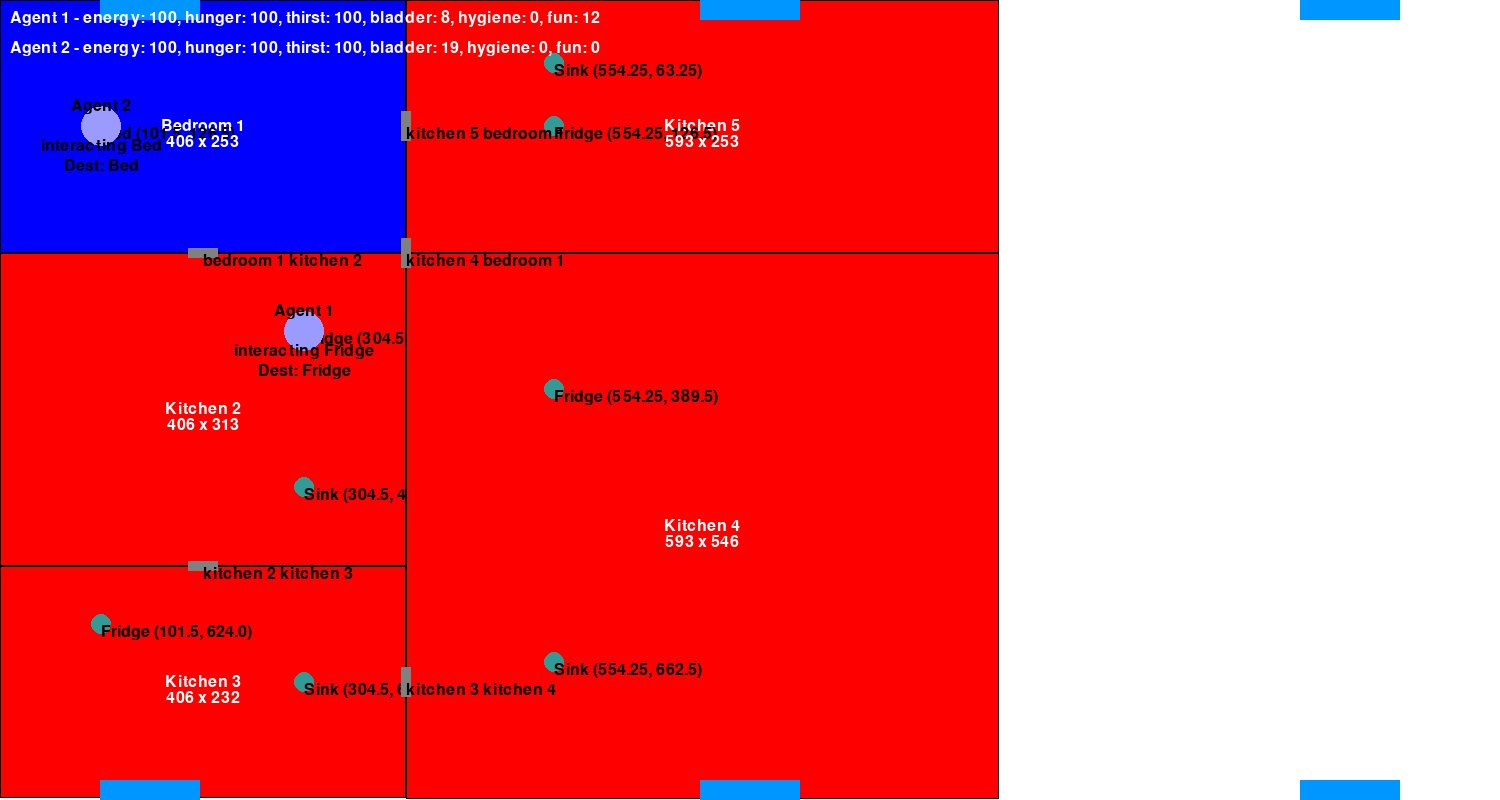 Agent 1 - energy: 100, hunger: 100, thirst: 100, bladder: 8, hygiene: 0, fun: 12
Agent 2 - energy: 100, hunger: 100, thirst: 100, bladder: 19, hygiene: 0, fun: 0
Sink (554.25, 63.25)
Agent 2
Bedroom 1
406 x 253
interacting Bed
Dest: Bed
kitchen 5 bedroom
Fridge (554.25,
Kitchen 5
593 x 253
bedroom 1 kitchen 2
kitchen 4 bedroom 1
Agent 1
(304.5
interacting Fridge
Dest: Fridge
Fridge (554.25, 389.5)
Kitchen 2
406 x 313
Sink (304.5, 4
Kitchen 4
593 x 546
kitchen 2 kitchen 3
Fridge (101.5, 624.0)
Sink (554.25, 662.5)
Kitchen 3
406 x 232
Sink (304.5,
kitchen 3 kitchen 4